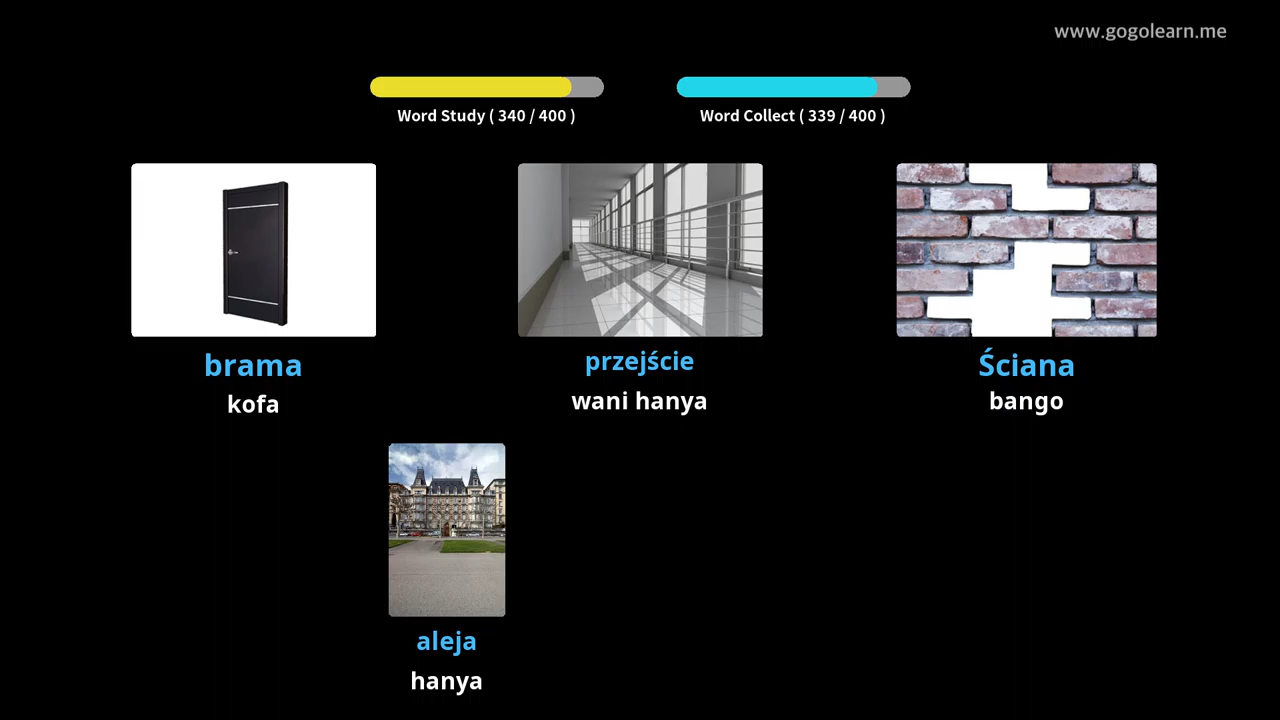 www.gogolearn.me
Word Study ( 340 / 400 )
Word Collect ( 339 / 400 )
brama
kofa
przejście
wani hanya
Ściana
bango
aleja
hanya